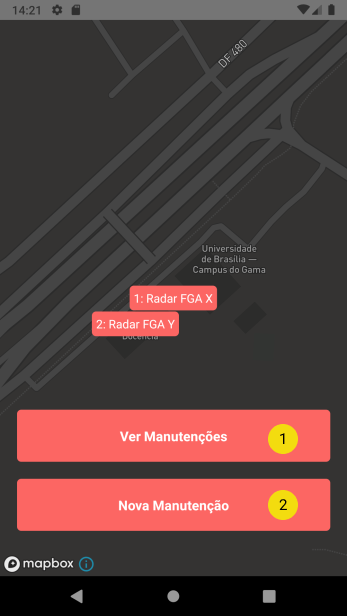 14:21
DF-480
Universidade
de Brasília —
Campus do Gama
1: Radar FGA X
2: Radar FGA Y
Docência
Ver Manutenções 1
Nova Manutenção 2
mapbox